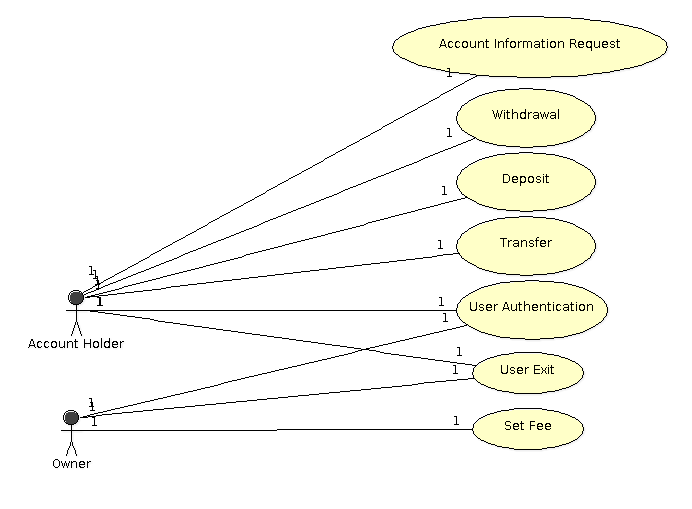 Account Information Request
1
Withdrawal
1
Deposit
1
Transfer
1
1
1
1
1
1
User Authentication
1
1
Account Holder
1
User Exit
1
1
1
1
Set Fee
1
Owner